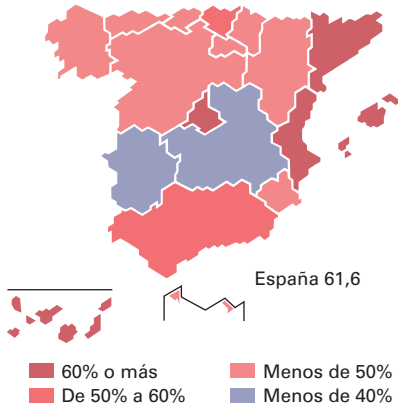 España 61,6
60% o más
De 50% a 60%
Menos de 50%
Menos de 40%